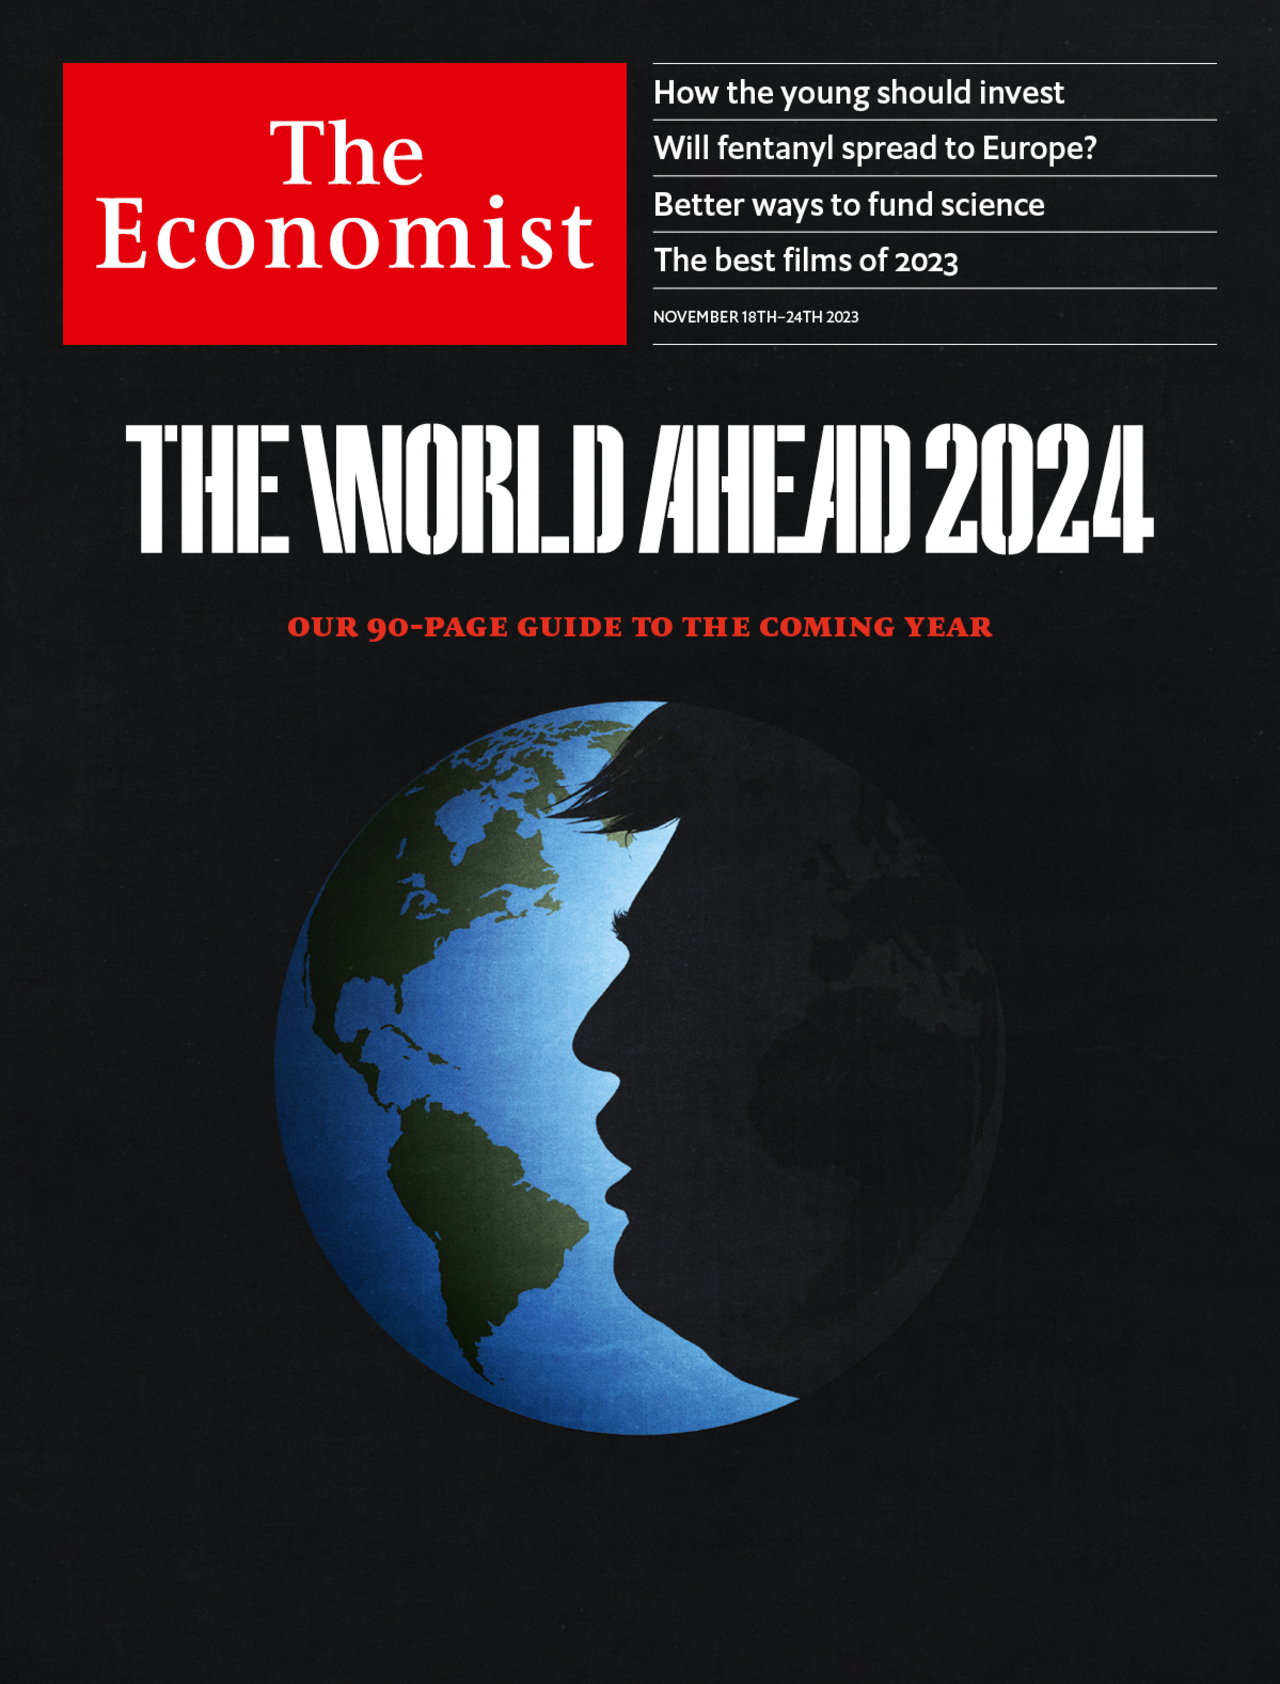 The
Economist
How the young should invest
Will fentanyl spread to Europe?
Better ways to fund science
The best films of 2023
NOVEMBER 18TH–24TH 2023
THE WORLD AHEAD 2024
OUR 90-PAGE GUIDE TO THE COMING YEAR